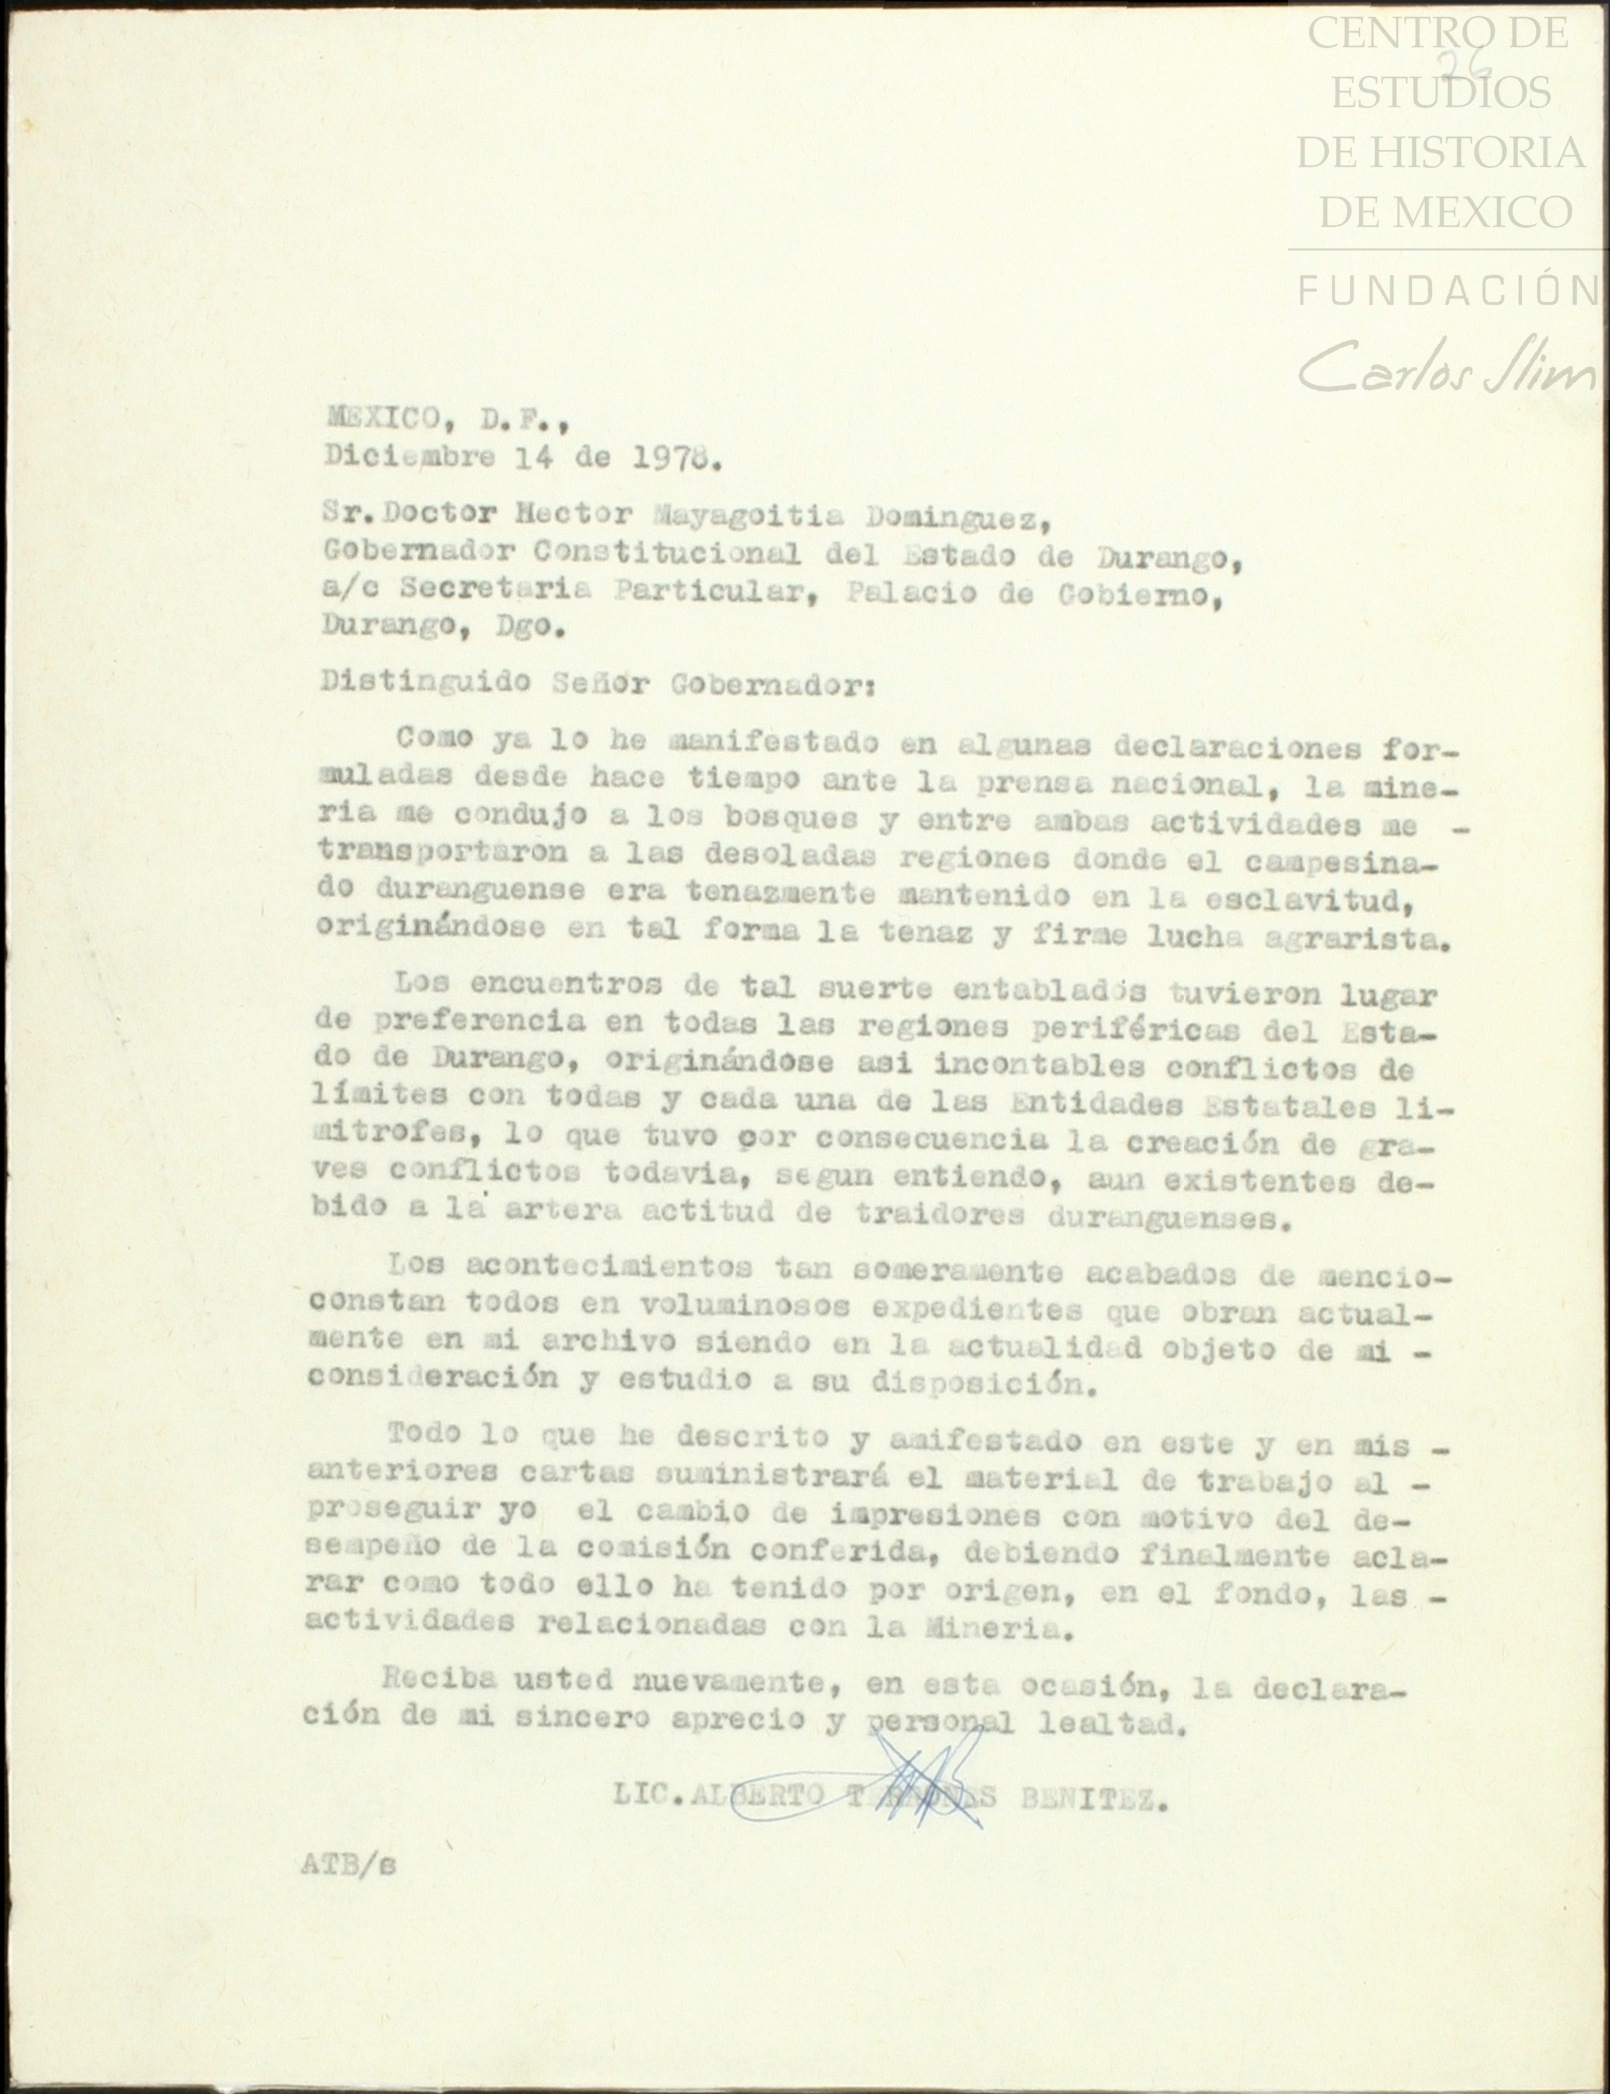 CENTRO DE
26
ESTUDIOS
DE HISTORIA
DE MEXICO
FUNDACIÓN
Carlos Slim
MEXICO, D.F.,
Diciembre 14 de 1978.
Sr.Doctor Hector Mayagoitia Dominguez,
Gobernador Constitucional del Estado de Durango,
a/c Secretaria Particular, Palacio de Gobierno,
Durango, Dgo.
Distinguido Señor Gobernador:
Como ya lo he manifestado en algunas declaraciones for-
muladas desde hace tiempo ante la prensa nacional, la mine-
ria me condujo a los bosques y entre ambas actividades me -
transportaron a las desoladas regiones donde el campesina-
do duranguense era tenazmente mantenido en la esclavitud,
originándose en tal forma la tenaz y firme lucha agrarista.
Los encuentros de tal suerte entablados tuvieron lugar
de preferencia en todas las regiones periféricas del Esta-
do de Durango, originándose asi incontables conflictos de
límites con todas y cada una de las Entidades Estatales li-
mitrofes, lo que tuvo por consecuencia la creación de gra-
ves conflictos todavia, segun entiendo, aun existentes de-
bido a la artera actitud de traidores duranguenses.
Los acontecimientos tan someramente acabados de mencio-
constan todos en voluminosos expedientes que obran actual-
mente en mi archivo siendo en la actualidad objeto de mi -
consideración y estudio a su disposición.
Todo lo que he descrito y amifestado en este y en mis -
anteriores cartas suministrará el material de trabajo al -
proseguir yo el cambio de impresiones con motivo del de-
sempeño de la comisión conferida, debiendo finalmente acla-
rar como todo ello ha tenido por origen, en el fondo, las -
actividades relacionadas con la Mineria.
Reciba usted nuevamente, en esta ocasión, la declara-
ción de mi sincero aprecio y personal lealtad.
LIC.ALBERTO TERRONES BENITEZ.
ATB/s